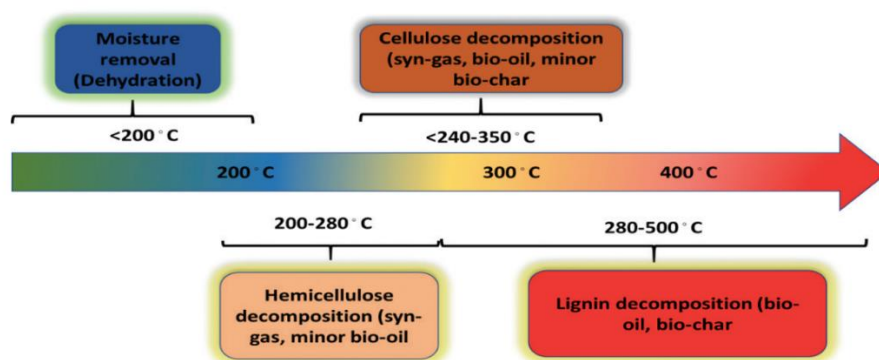 Moisture
removal
(Dehydration)
Cellulose decomposition
(syn-gas, bio-oil, minor
bio-char
<200°C
<240-350°C
200°C
300°C
400°C
200-280°C
280-500°C
Hemicellulose
decomposition (syn-
gas, minor bio-oil
Lignin decomposition (bio-
oil, bio-char